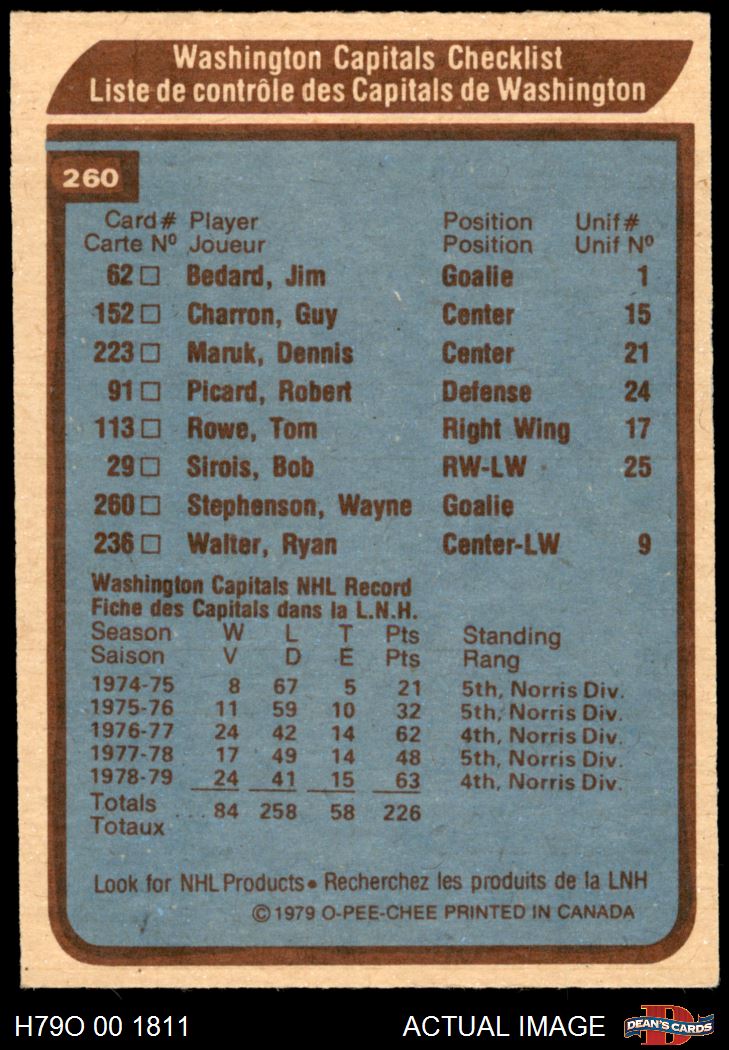 Washington Capitals Checklist
Liste de contrôle des Capitals de Washington
260
Card # Player Position Unif #
Carte Nº Joueur Position Unif Nº
62 □ Bedard, Jim Goalie 1
152 □ Charron, Guy Center 15
223 □ Maruk, Dennis Center 21
91 □ Picard, Robert Defense 24
113 □ Rowe, Tom Right Wing 17
29 □ Sirois, Bob RW-LW 25
260 □ Stephenson, Wayne Goalie
236 □ Walter, Ryan Center-LW 9
Washington Capitals NHL Record
Fiche des Capitals dans la L.N.H.
Season W L T Pts Standing
Saison V D E Pts Rang
1974-75 8 67 5 21 5th, Norris Div.
1975-76 11 59 10 32 5th, Norris Div.
1976-77 24 42 14 62 4th, Norris Div.
1977-78 17 49 14 48 5th, Norris Div.
1978-79 24 41 15 63 4th, Norris Div.
Totals ... 84 258 58 226
Totaux
Look for NHL Products • Recherchez les produits de la LNH
© 1979 O-PEE-CHEE PRINTED IN CANADA
H79O 00 1811 ACTUAL IMAGE D DEAN'S CARDS